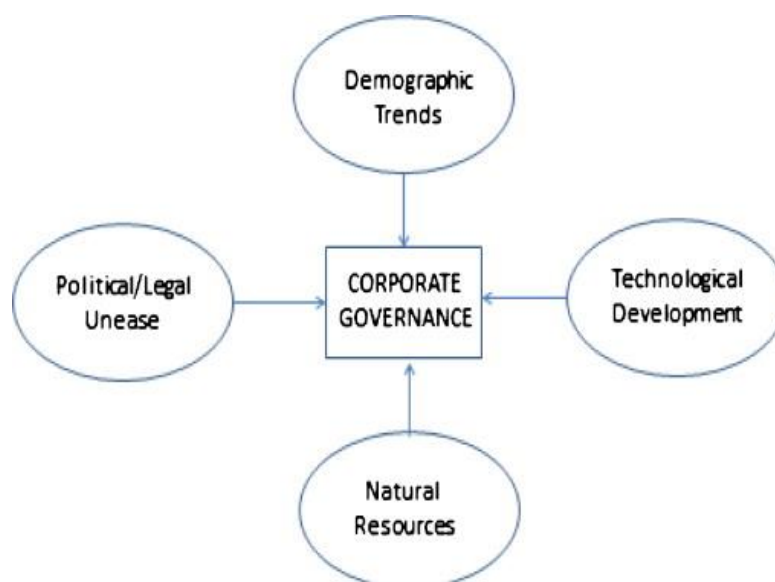 Demographic
Trends
Political/Legal
Unease
CORPORATE
GOVERNANCE
Technological
Development
Natural
Resources